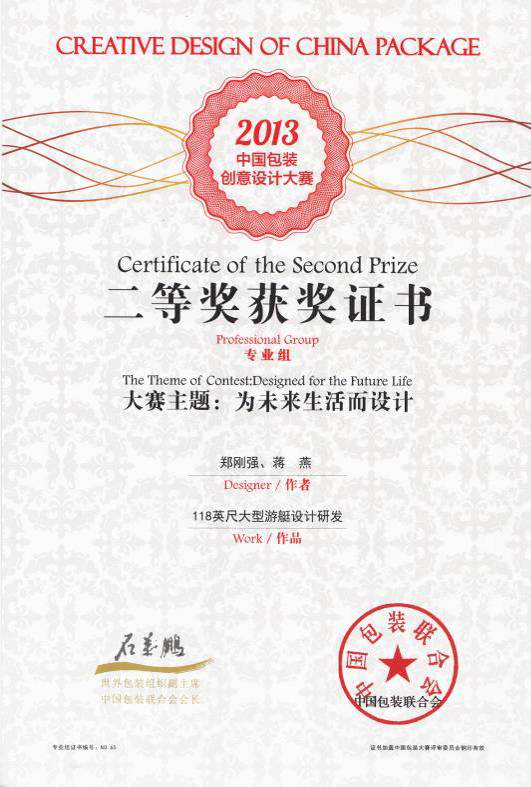 CREATIVE DESIGN OF CHINA PACKAGE
2013
中国包装
创意设计大赛
Certificate of the Second Prize
二等奖获奖证书
Professional Group
专业组
The Theme of Contest:Designed for the Future Life
大赛主题：为未来生活而设计
郑刚强、蒋　燕
Designer / 作者
118英尺大型游艇设计研发
Work / 作品
石万鹏
世界包装组织副主席
中国包装联合会会长
中国包装联合会
中国包装联合会
专业组证书编号：NO
证书加盖中国包装大赛评审委员会钢印有效